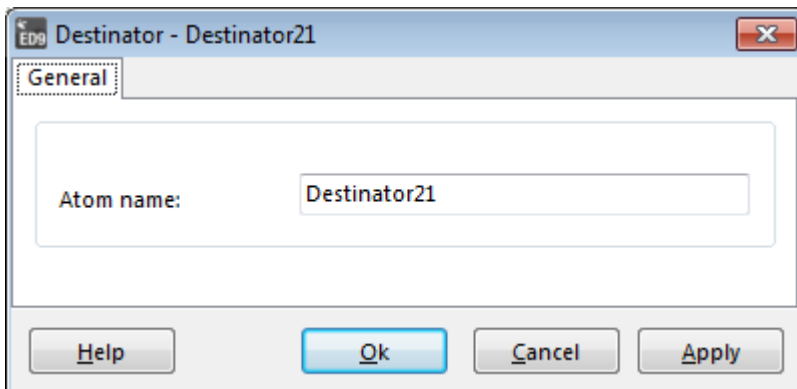 ED9 Destinator - Destinator21
General
Atom name: Destinator21
Help Ok Cancel Apply